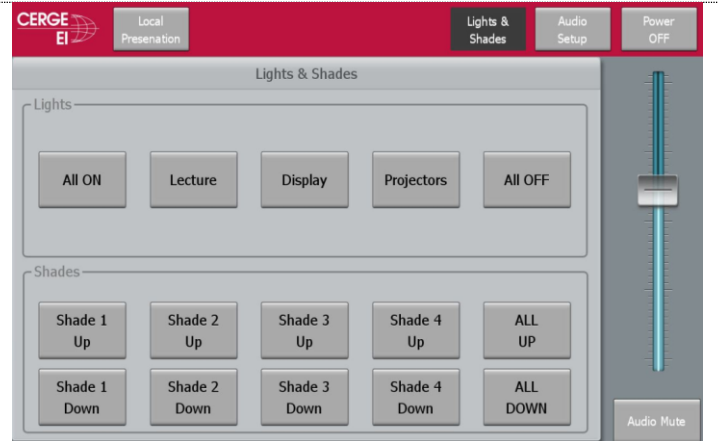 CERGE
EI
Local
Presenation
Lights &
Shades
Audio
Setup
Power
OFF
Lights & Shades
Lights
All ON
Lecture
Display
Projectors
All OFF
Shades
Shade 1
Up
Shade 2
Up
Shade 3
Up
Shade 4
Up
ALL
UP
Shade 1
Down
Shade 2
Down
Shade 3
Down
Shade 4
Down
ALL
DOWN
Audio Mute